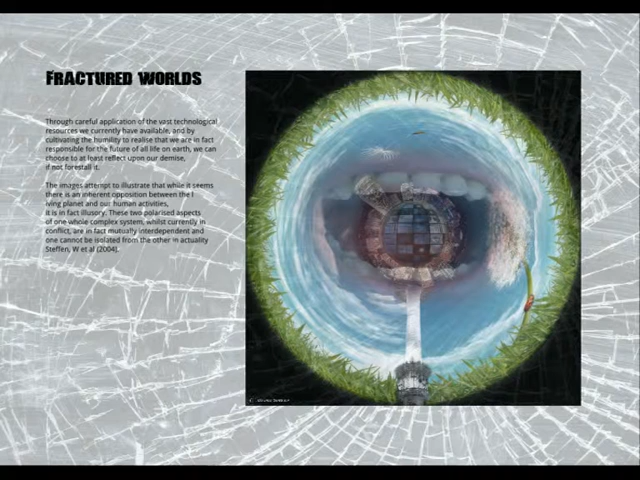 FRACTURED WORLDS
Through careful application of the vast technological
resources we currently have available, and by
cultivating the humility to realise that we are in fact
responsible for the future of all life on earth, we can
choose to at least reflect upon our demise,
if not forestall it.
The images attempt to illustrate that while it seems
there is an inherent opposition between the l
iving planet and our human activities,
it is in fact illusory. These two polarised aspects
of one whole complex system, whilst currently in
conflict, are in fact mutually interdependent and
one cannot be isolated from the other in actuality
Steffen, W et al (2004).